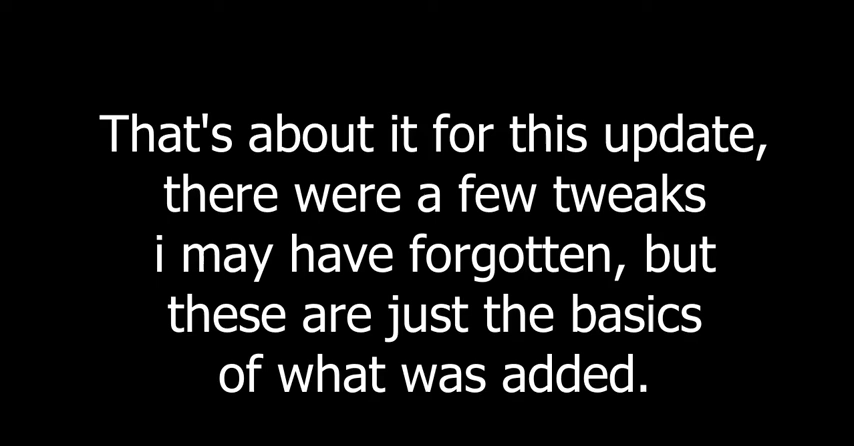 That's about it for this update,
there were a few tweaks
i may have forgotten, but
these are just the basics
of what was added.